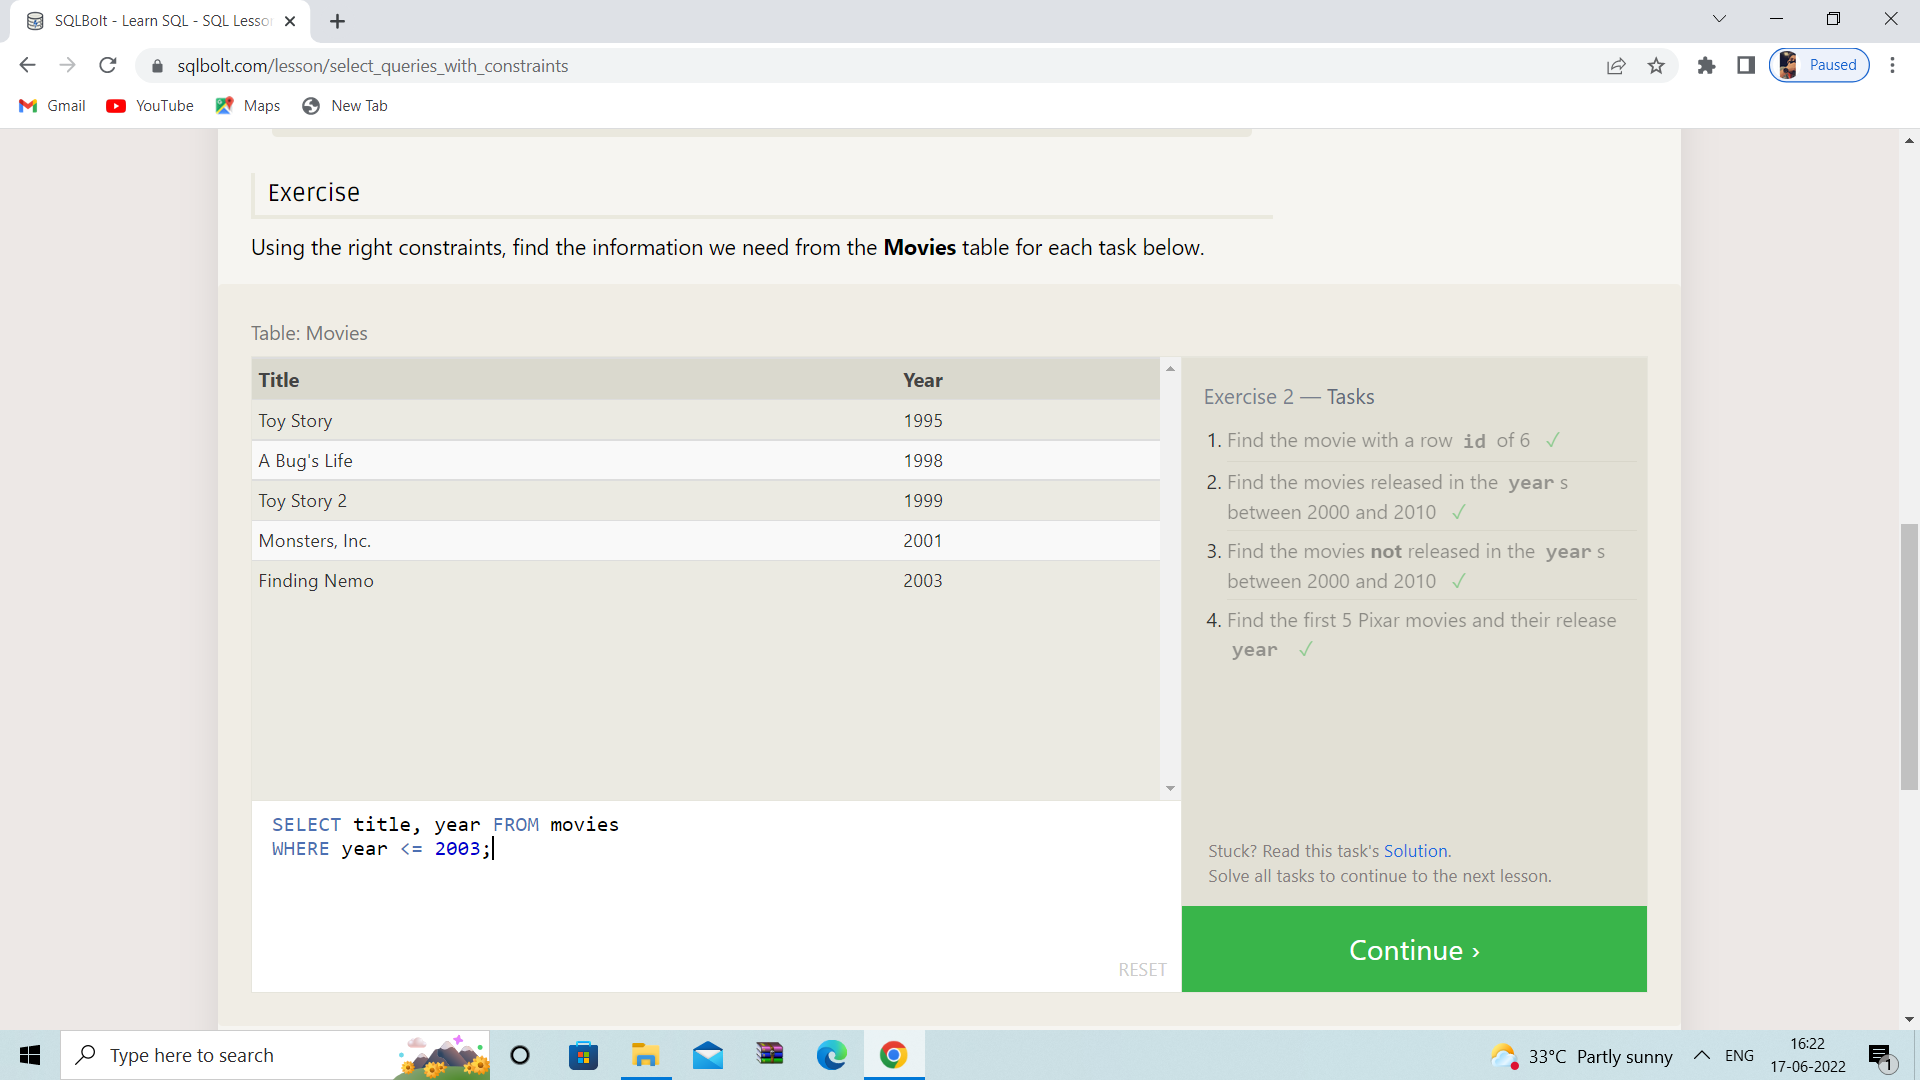 SQLBolt - Learn SQL - SQL Lesso
sqlbolt.com/lesson/select_queries_with_constraints
Paused
Gmail
YouTube
Maps
New Tab
Exercise
Using the right constraints, find the information we need from the Movies table for each task below.
Table: Movies
Title Year
Toy Story 1995
A Bug's Life 1998
Toy Story 2 1999
Monsters, Inc. 2001
Finding Nemo 2003
SELECT title, year FROM movies
WHERE year <= 2003;
RESET
Exercise 2 — Tasks
1. Find the movie with a row id of 6 ✓
2. Find the movies released in the year s
between 2000 and 2010 ✓
3. Find the movies not released in the year s
between 2000 and 2010 ✓
4. Find the first 5 Pixar movies and their release
year ✓
Stuck? Read this task's Solution.
Solve all tasks to continue to the next lesson.
Continue ›
Type here to search
33°C Partly sunny
ENG
16:22
17-06-2022
1